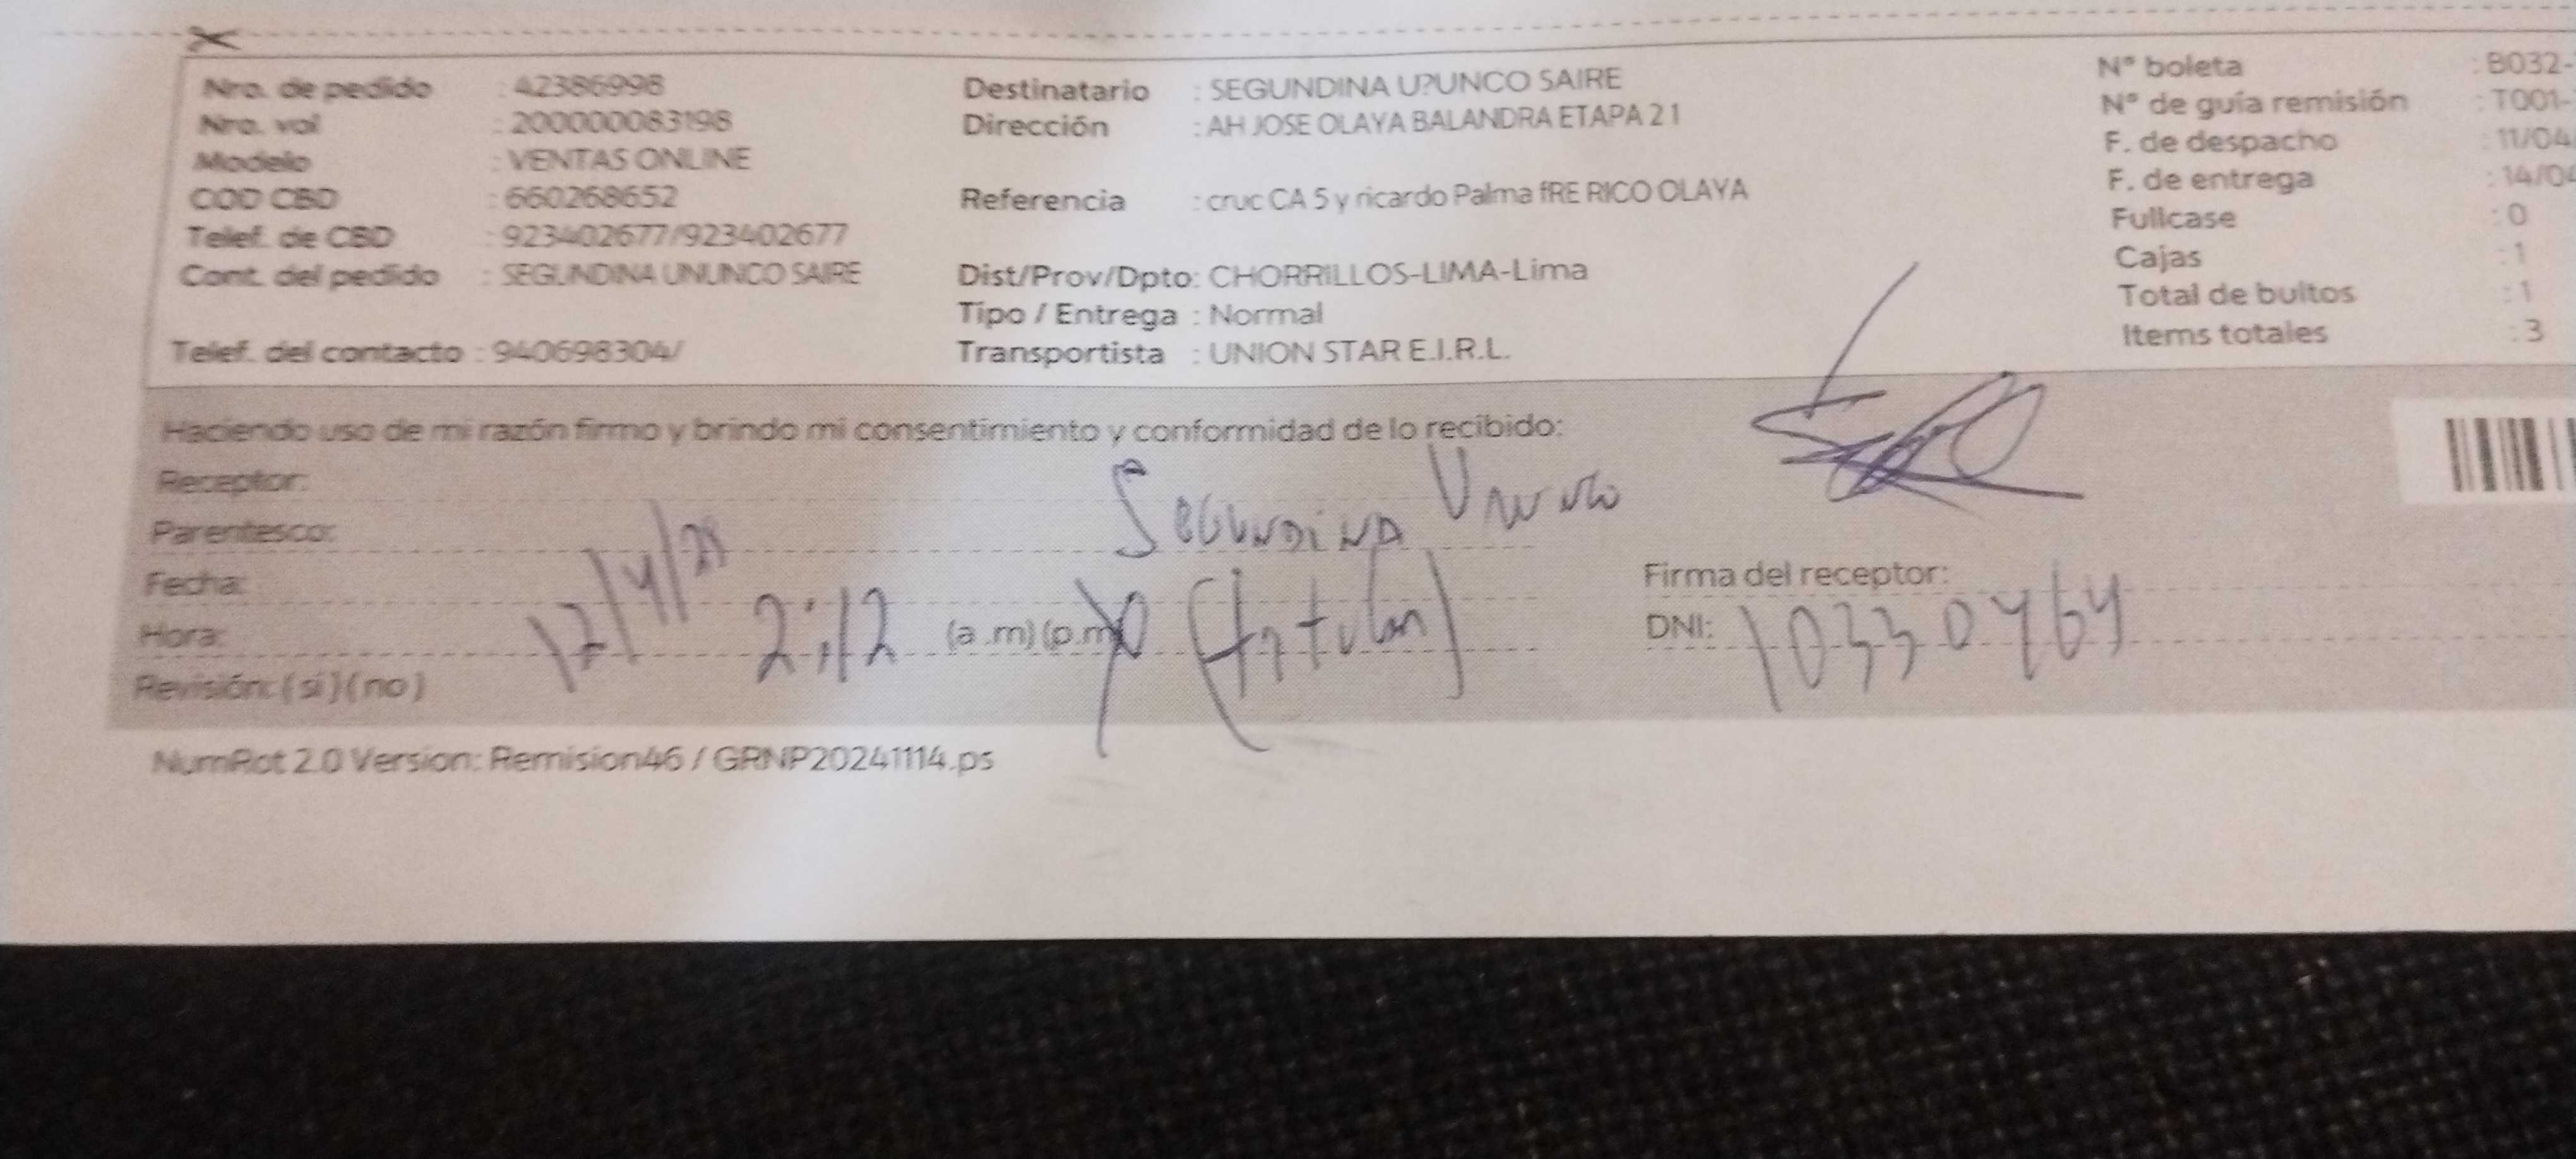 Nro. de pedido : 42386998
Nro. val : 200000083198
Modelo : VENTAS ONLINE
COD CBD : 660268652
Telef. de CBD : 923402677/923402677
Cont. del pedido : SEGUNDINA UNUNCO SAIRE
Telef. del contacto : 940698304/
Destinatario : SEGUNDINA U?UNCO SAIRE
Dirección : AH JOSE OLAYA BALANDRA ETAPA 2 1
Referencia : cruc CA 5 y ricardo Palma fRE RICO OLAYA
Dist/Prov/Dpto: CHORRILLOS-LIMA-Lima
Tipo / Entrega : Normal
Transportista : UNION STAR E.I.R.L.
N° boleta : B032-
N° de guía remisión : T001-
F. de despacho : 11/04
F. de entrega : 14/04
Fullcase : 0
Cajas : 1
Total de bultos : 1
Items totales : 3
Haciendo uso de mi razón firmo y brindo mi consentimiento y conformidad de lo recibido:
Receptor:
Segundina Ununco
Parentesco:
Fecha: 12/4/25
Hora: 2:12 (a .m) (p.m)
Revisión: ( si ) ( no )
Firma del receptor:
DNI: 10330464
NumRot 2.0 Version: Remision46 / GRNP20241114.ps